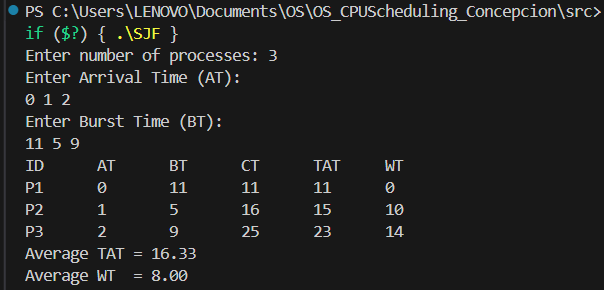 PS C:\Users\LENOVO\Documents\OS\OS_CPUScheduling_Concepcion\src>
if ($?) { .\SJF }
Enter number of processes: 3
Enter Arrival Time (AT):
0 1 2
Enter Burst Time (BT):
11 5 9
ID AT BT CT TAT WT
P1 0 11 11 11 0
P2 1 5 16 15 10
P3 2 9 25 23 14
Average TAT = 16.33
Average WT  = 8.00